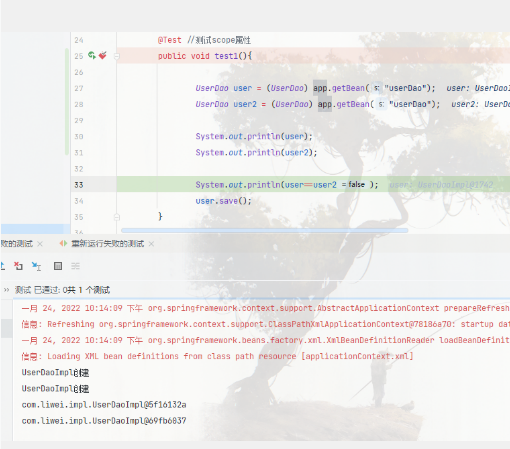 24 @Test //测试scope属性
25 public void test1(){
26
27 UserDao user = (UserDao) app.getBean( s: "userDao"); user: UserDaoI
28 UserDao user2 = (UserDao) app.getBean( s: "userDao"); user2: UserDa
29
30 System.out.println(user);
31 System.out.println(user2);
32
33 System.out.println(user==user2 = false ); user: UserDaoImpl@1767
34 user.save();
35 }
36
败的测试 × 重新运行失败的测试 ×
» 测试 已通过: 0共 1 个测试
一月 24, 2022 10:14:09 下午 org.springframework.context.support.AbstractApplicationContext prepareRefresh
信息: Refreshing org.springframework.context.support.ClassPathXmlApplicationContext@78186a70: startup dat
一月 24, 2022 10:14:09 下午 org.springframework.beans.factory.xml.XmlBeanDefinitionReader loadBeanDefinit
信息: Loading XML bean definitions from class path resource [applicationContext.xml]
UserDaoImpl创建
UserDaoImpl创建
com.liwei.impl.UserDaoImpl@5f16132a
com.liwei.impl.UserDaoImpl@69fb6037